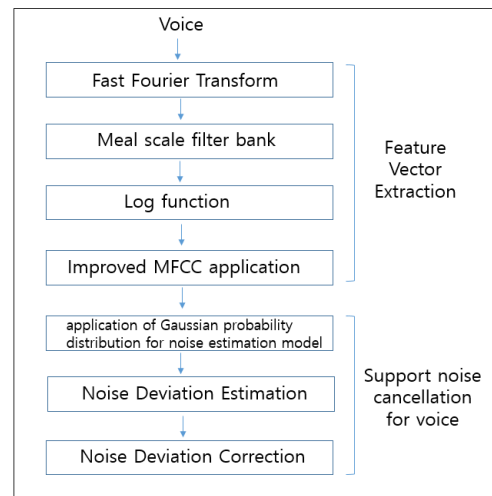 Voice
Fast Fourier Transform
Meal scale filter bank
Log function
Improved MFCC application
Feature
Vector
Extraction
application of Gaussian probability
distribution for noise estimation model
Noise Deviation Estimation
Noise Deviation Correction
Support noise
cancellation
for voice